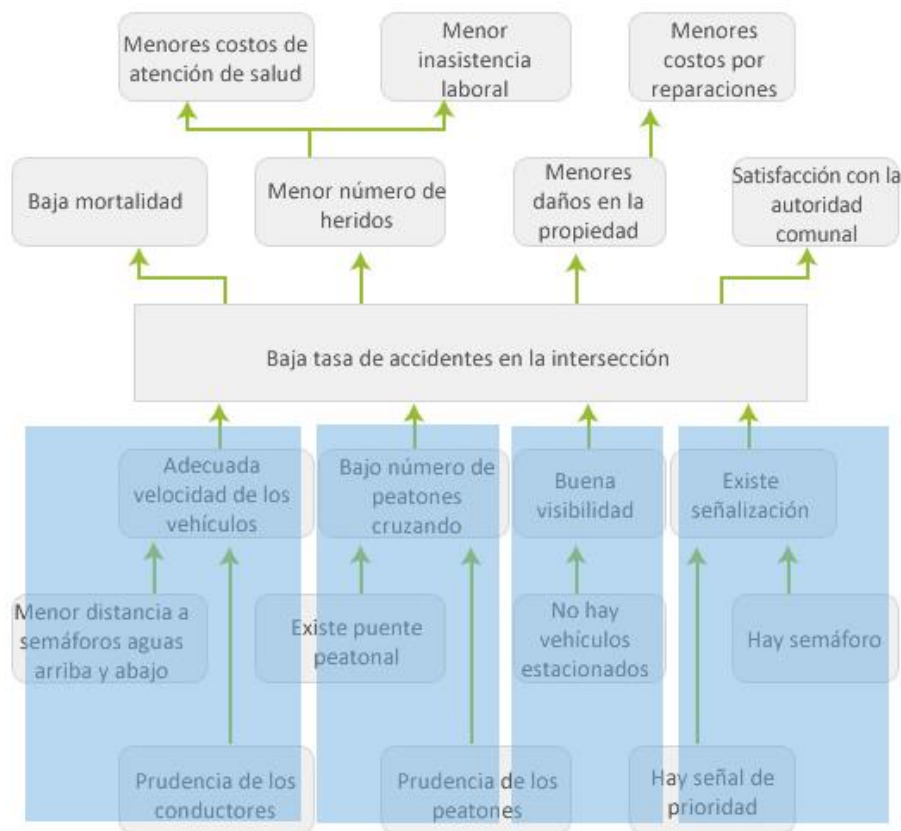 Menores costos de
atención de salud
Menor
inasistencia
laboral
Menores
costos por
reparaciones
Baja mortalidad
Menor número de
heridos
Menores
daños en la
propiedad
Satisfacción con la
autoridad
comunal
Baja tasa de accidentes en la intersección
Adecuada
velocidad de los
vehículos
Bajo número de
peatones
cruzando
Buena
visibilidad
Existe
señalización
Menor distancia a
semáforos aguas
arriba y abajo
Existe puente
peatonal
No hay
vehículos
estacionados
Hay semáforo
Prudencia de los
conductores
Prudencia de los
peatones
Hay señal de
prioridad